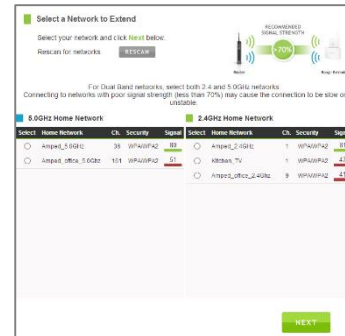 Select a Network to Extend
Select your network and click Next below.
Rescan for networks RESCAN
RECOMMENDED
SIGNAL STRENGTH
>70%
For Dual Band networks, select both 2.4 and 5.0GHz networks.
Connecting to networks with poor signal strength (less than 70%) may cause the connection to be slow or
unstable.
5.0GHz Home Network
Select Home Network Ch. Security Signal
Amped_5.0GHz WPA/WPA2
Amped_office_5.0Ghz 161 WPA/WPA2 51
2.4GHz Home Network
Select Home Network Ch. Security
Amped_2.4GHz 1 WPA/WPA2
Kitchen_TV 1 WPA/WPA2
Amped_office_2.4Ghz 9 WPA/WPA2
NEXT